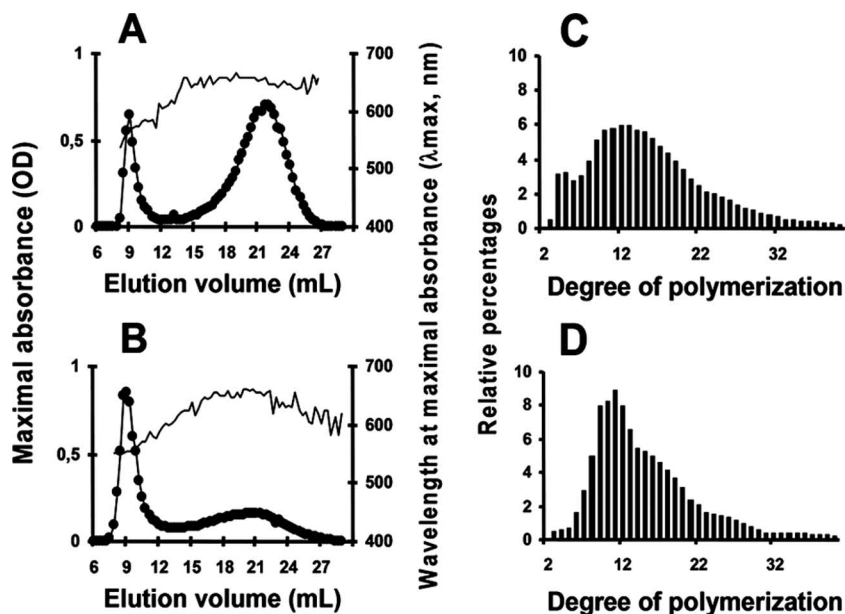 A
1
0,5
0
700
600
500
400
6 9 12 15 18 21 24 27
Elution volume (mL)
B
1
0,5
0
700
600
500
400
6 9 12 15 18 21 24 27
Elution volume (mL)
Maximal absorbance (OD)
Wavelength at maximal absorbance (λmax, nm)
C
10
8
6
4
2
0
2 12 22 32
Degree of polymerization
D
10
8
6
4
2
0
2 12 22 32
Degree of polymerization
Relative percentages